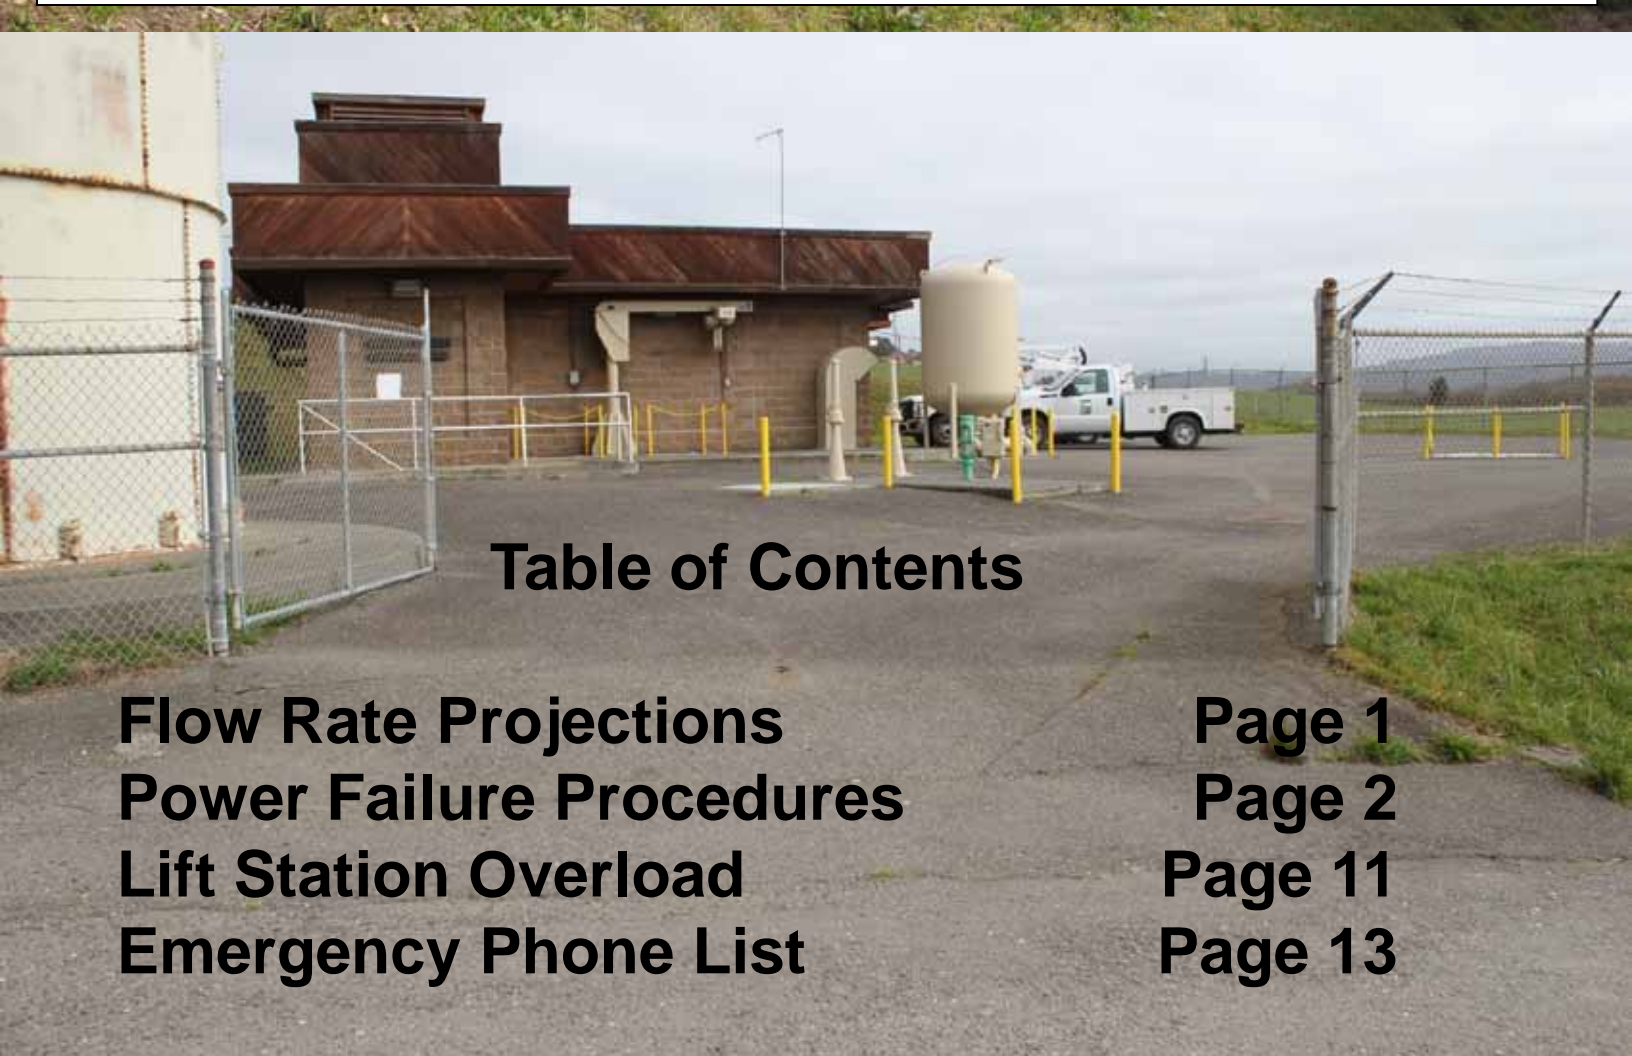 Table of Contents
Flow Rate Projections Page 1
Power Failure Procedures Page 2
Lift Station Overload Page 11
Emergency Phone List Page 13